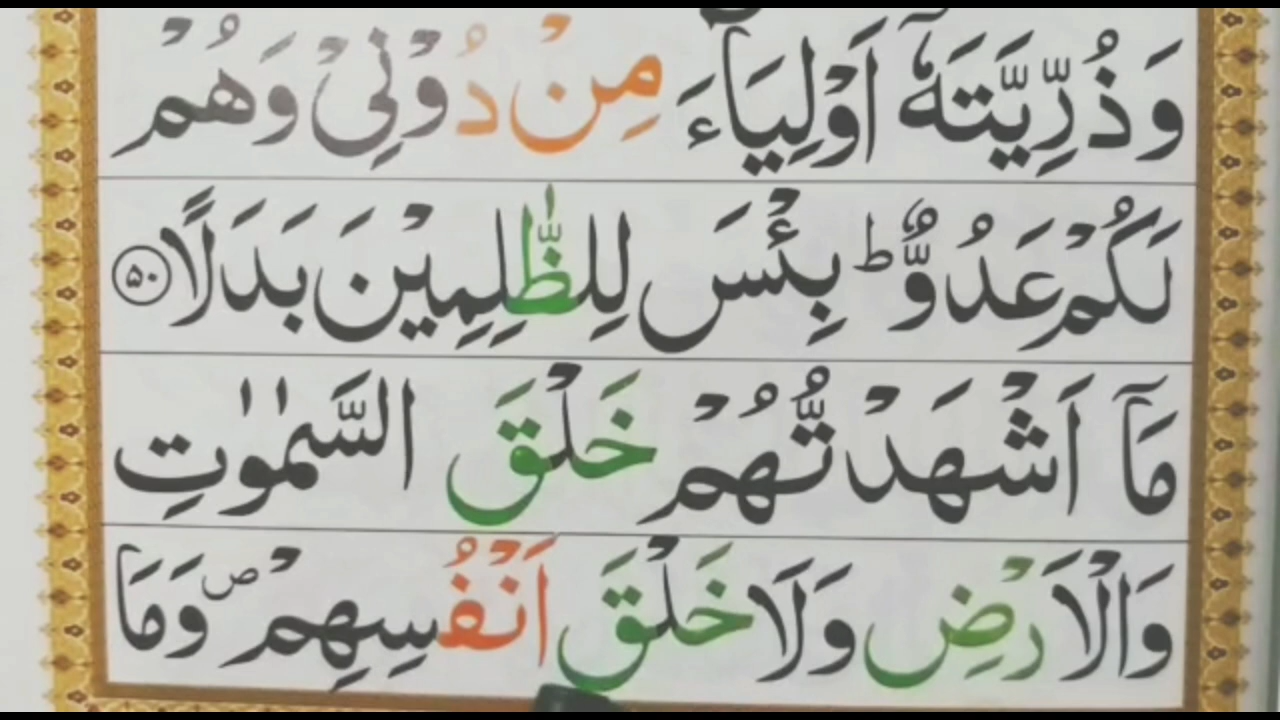 وَذُرِّيَّتَهٗۤ اَوْلِيَآءَ مِنْ دُوْنِيْ وَهُمْ
لَكُمْ عَدُوٌّ ؕ بِئْسَ لِلظّٰلِمِيْنَ بَدَلًا ۵۰
مَاۤ اَشْهَدْتُّهُمْ خَلْقَ السَّمٰوٰتِ
وَالْاَرْضِ وَلَا خَلْقَ اَنْفُسِهِمْ ۪ وَمَا